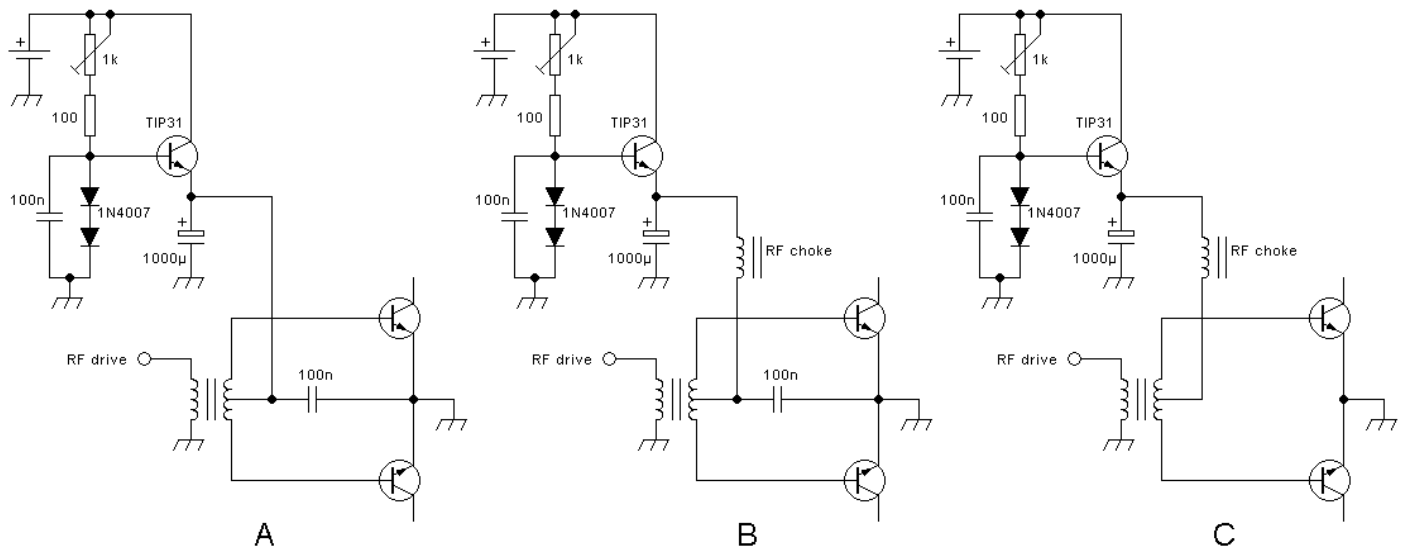 +
1k
100
TIP31
100n
1N4007
+
1000µ
RF drive
100n
A
+
1k
100
TIP31
100n
1N4007
+
1000µ
RF choke
RF drive
100n
B
+
1k
100
TIP31
100n
1N4007
+
1000µ
RF choke
RF drive
C